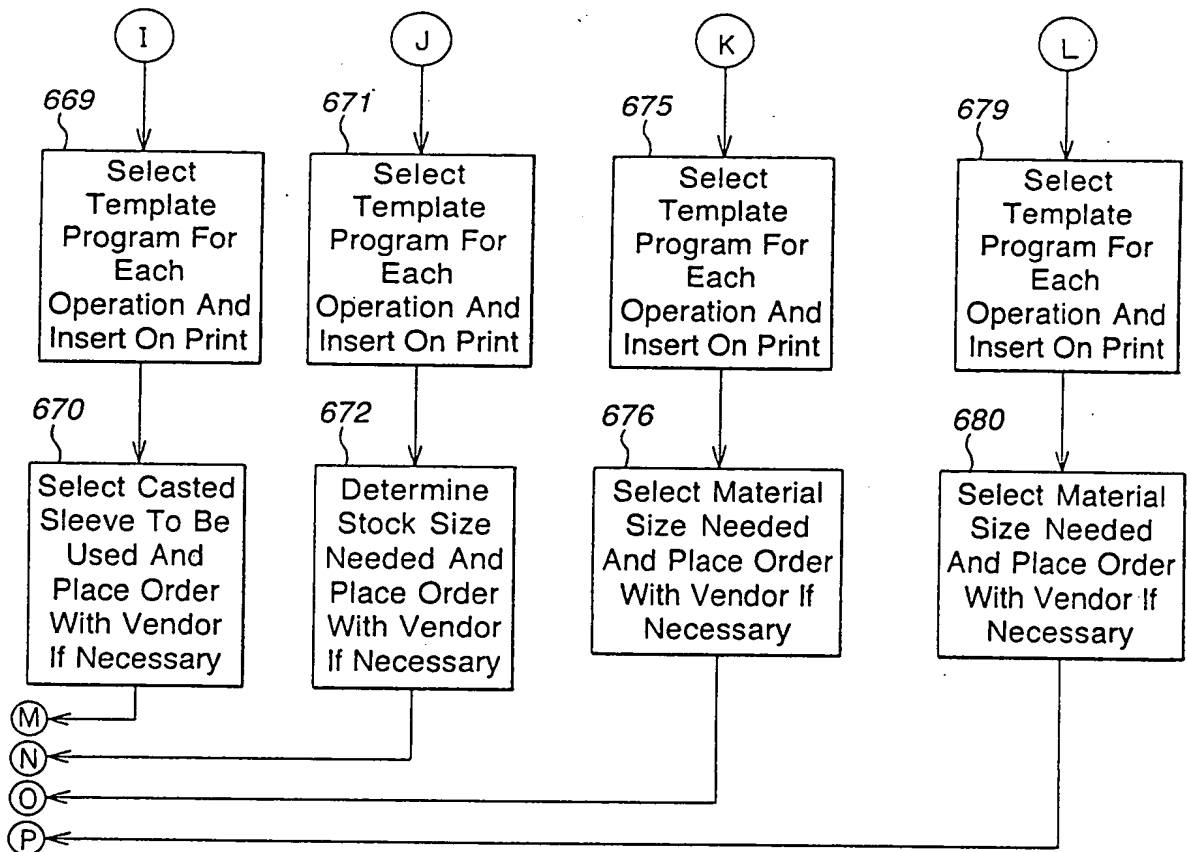 I
J
K
L
669
Select
Template
Program For
Each
Operation And
Insert On Print
671
Select
Template
Program For
Each
Operation And
Insert On Print
675
Select
Template
Program For
Each
Operation And
Insert On Print
679
Select
Template
Program For
Each
Operation And
Insert On Print
670
Select Casted
Sleeve To Be
Used And
Place Order
With Vendor
If Necessary
672
Determine
Stock Size
Needed And
Place Order
With Vendor
If Necessary
676
Select Material
Size Needed
And Place Order
With Vendor If
Necessary
680
Select Material
Size Needed
And Place Order
With Vendor If
Necessary
M
N
O
P